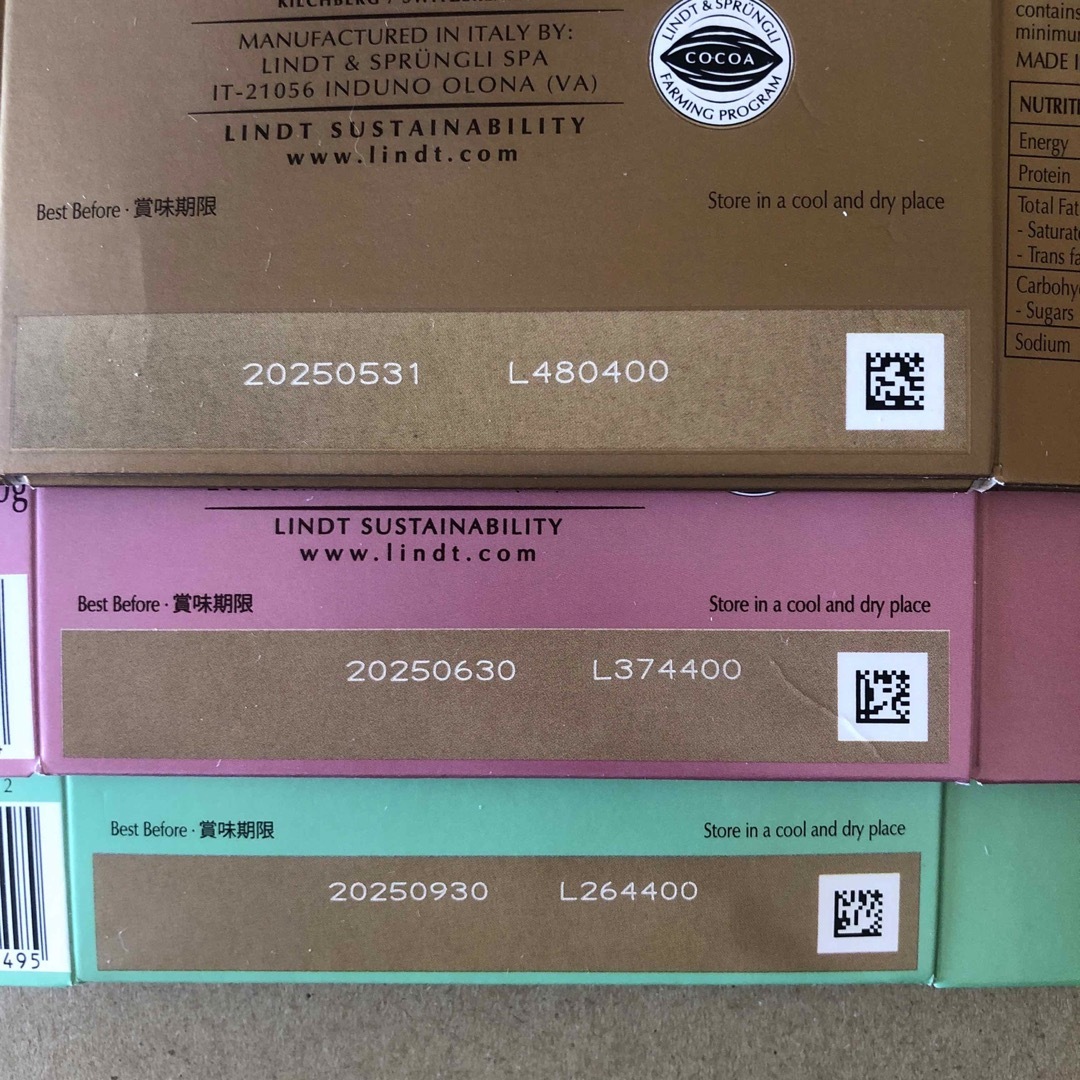 MANUFACTURED IN ITALY BY:
LINDT & SPRÜNGLI SPA
IT-21056 INDUNO OLONA (VA)
LINDT SUSTAINABILITY
www.lindt.com
LINDT & SPRÜNGLI
COCOA
FARMING PROGRAM
contains
MADE
Energy
Protein
Total Fat
- Trans
- Sugars
Sodium
Best Before · 賞味期限
Store in a cool and dry place
20250531 L480400
LINDT SUSTAINABILITY
www.lindt.com
Best Before · 賞味期限
Store in a cool and dry place
20250630 L374400
2
Best Before · 賞味期限
Store in a cool and dry place
20250930 L264400
495